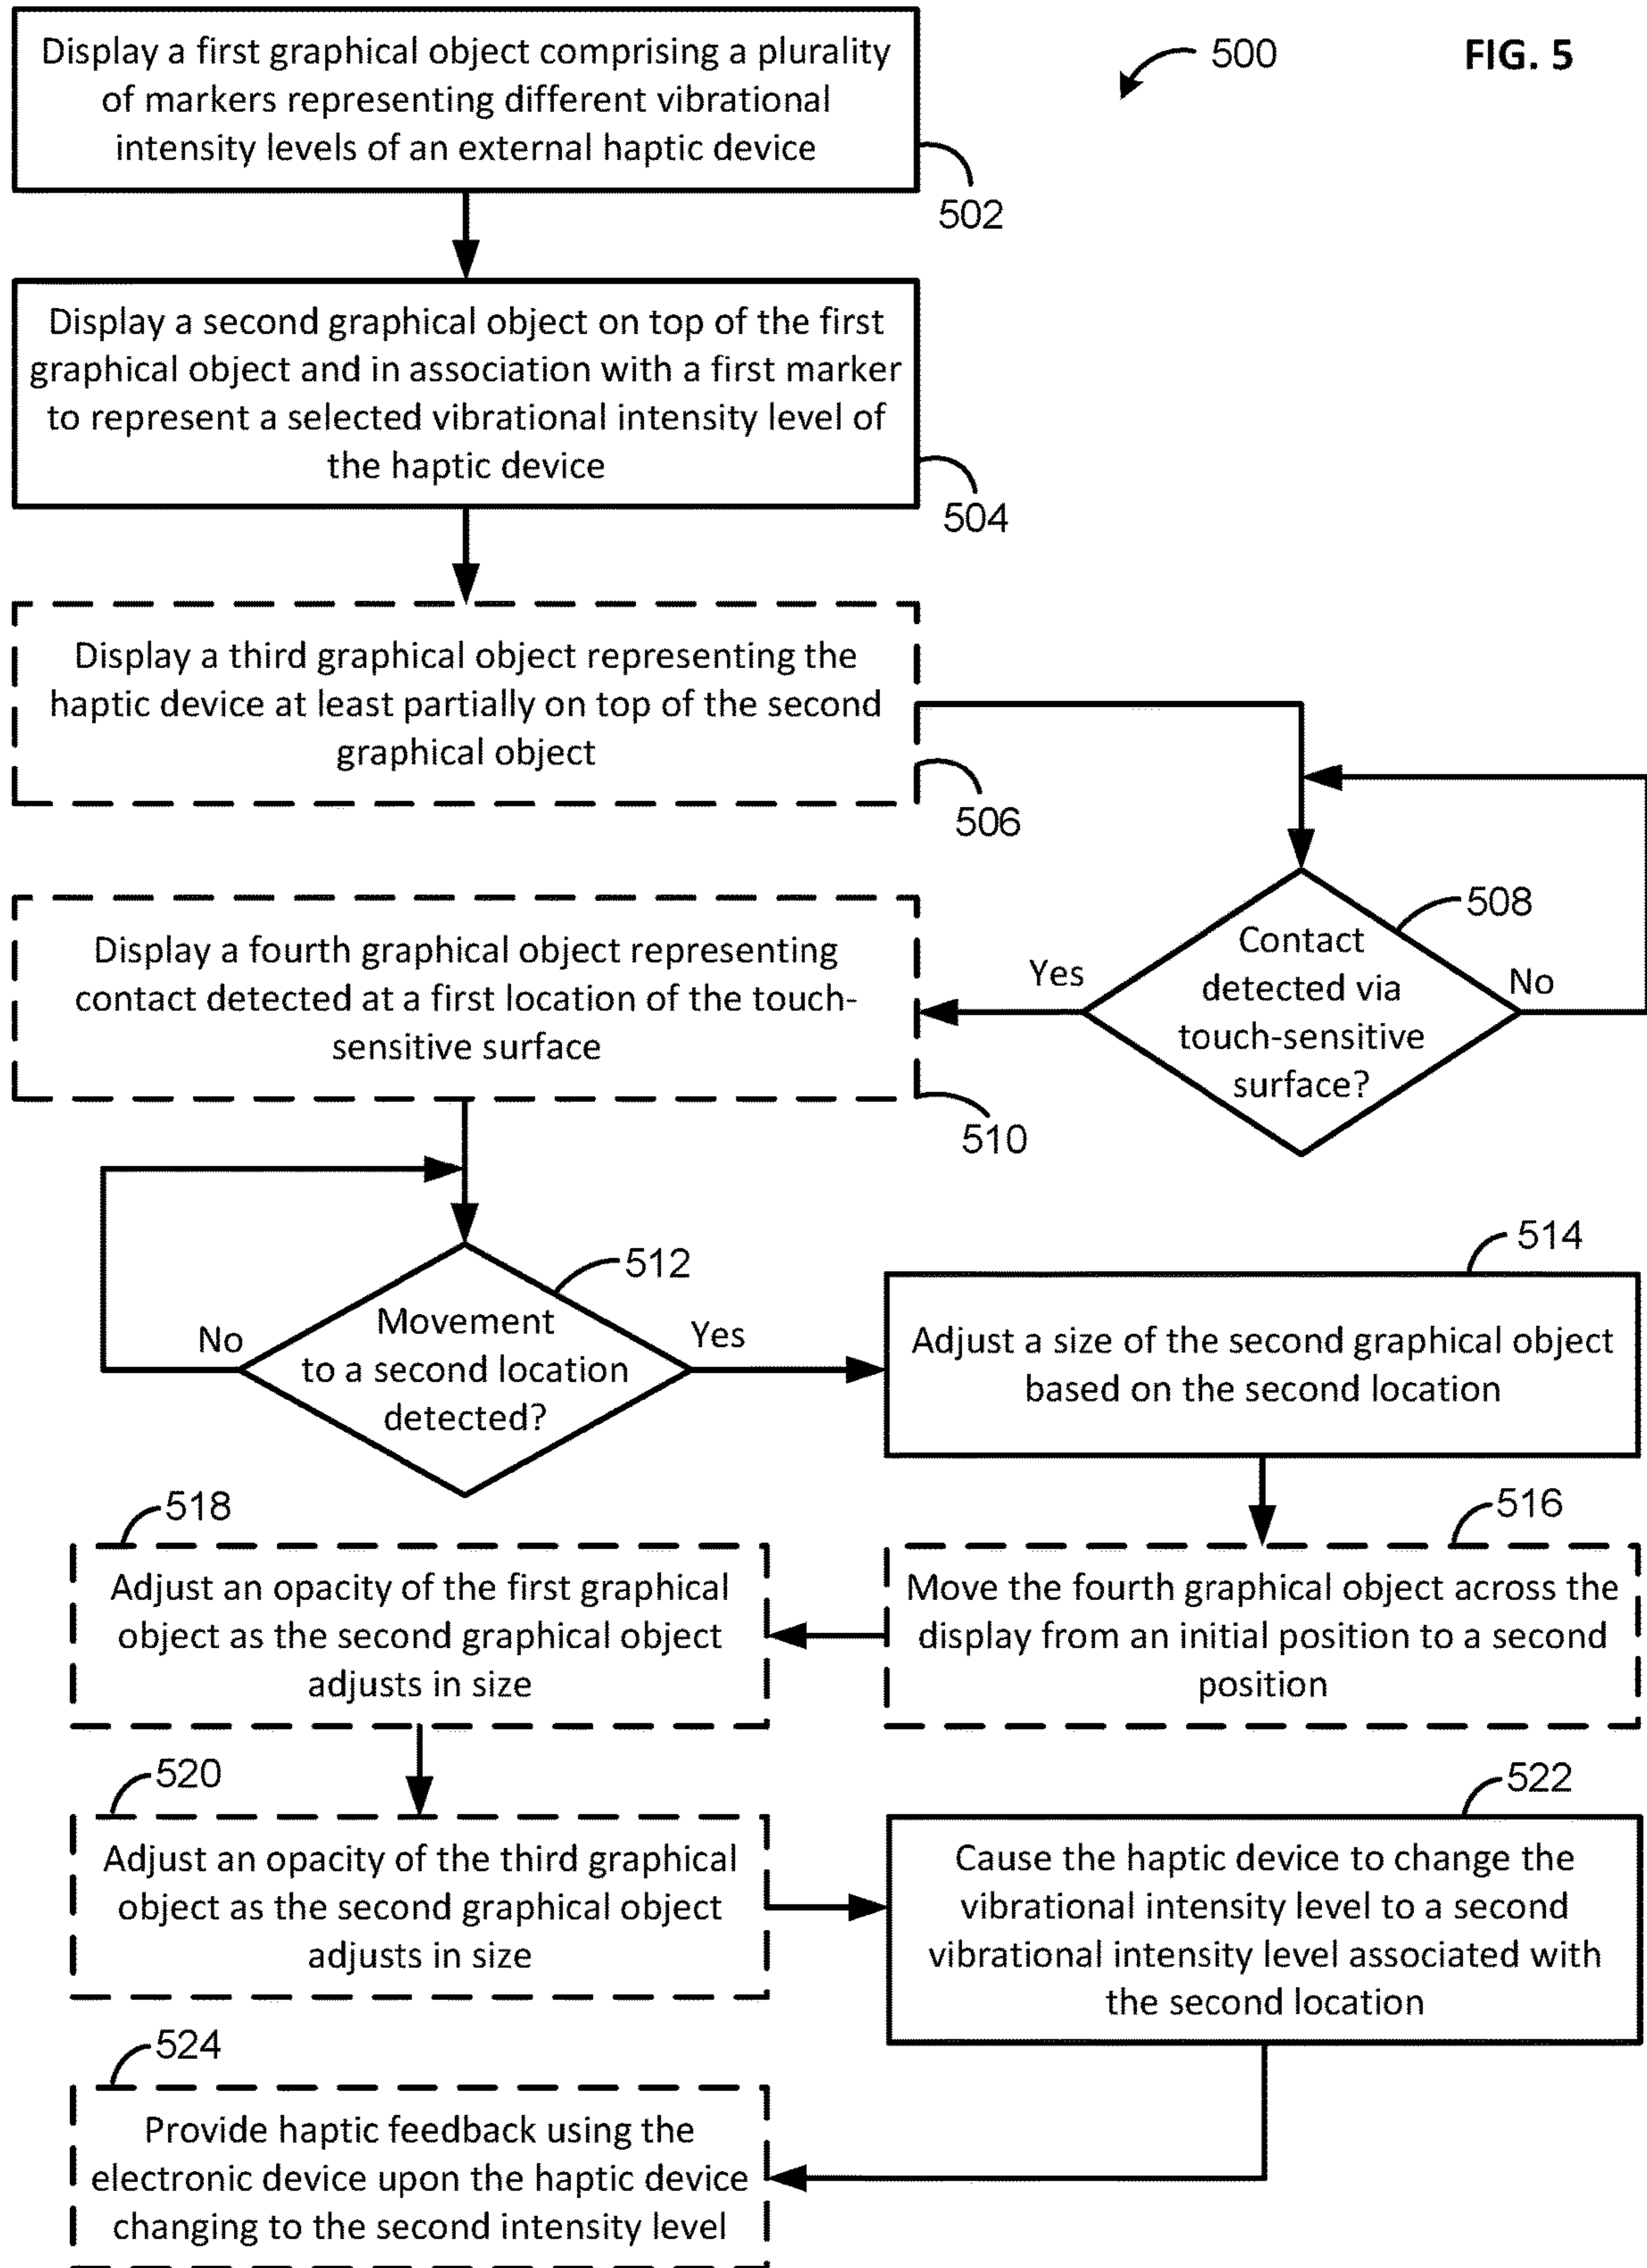 Display a first graphical object comprising a plurality
of markers representing different vibrational
intensity levels of an external haptic device
502
500
FIG. 5
Display a second graphical object on top of the first
graphical object and in association with a first marker
to represent a selected vibrational intensity level of
the haptic device
504
Display a third graphical object representing the
haptic device at least partially on top of the second
graphical object
506
508
Contact
detected via
touch-sensitive
surface?
Yes
No
Display a fourth graphical object representing
contact detected at a first location of the touch-
sensitive surface
510
512
Movement
to a second location
detected?
No
Yes
514
Adjust a size of the second graphical object
based on the second location
516
Move the fourth graphical object across the
display from an initial position to a second
position
518
Adjust an opacity of the first graphical
object as the second graphical object
adjusts in size
520
Adjust an opacity of the third graphical
object as the second graphical object
adjusts in size
522
Cause the haptic device to change the
vibrational intensity level to a second
vibrational intensity level associated with
the second location
524
Provide haptic feedback using the
electronic device upon the haptic device
changing to the second intensity level